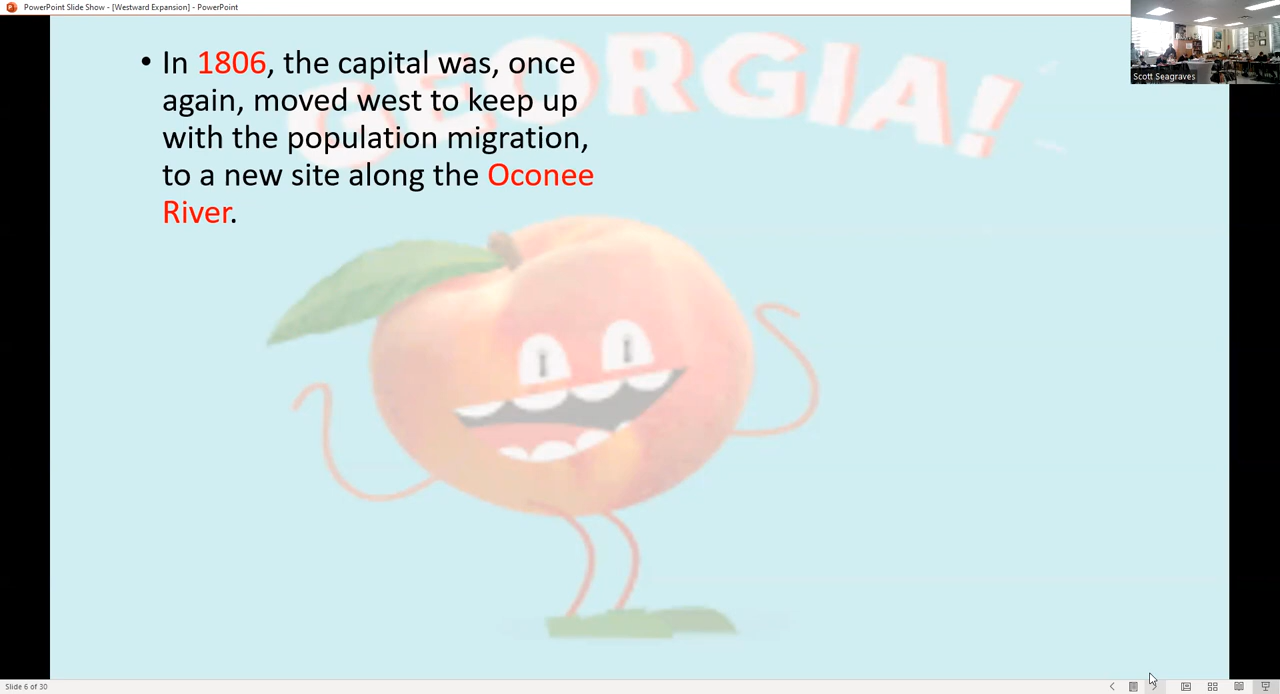 PowerPoint Slide Show - [Westward Expansion] - PowerPoint
Scott Seagraves
GEORGIA!
• In 1806, the capital was, once
again, moved west to keep up
with the population migration,
to a new site along the Oconee
River.
Slide 6 of 30